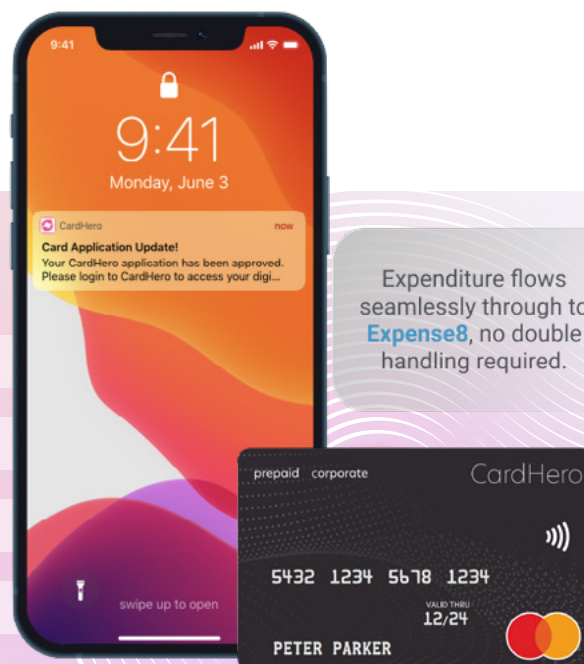 9:41
9:41
Monday, June 3
CardHero
now
Card Application Update!
Your CardHero application has been approved.
Please login to CardHero to access your digi...
swipe up to open
Expenditure flows
seamlessly through to
Expense8, no double
handling required.
prepaid corporate
CardHero
5432 1234 5678 1234
VALID THRU
12/24
PETER PARKER